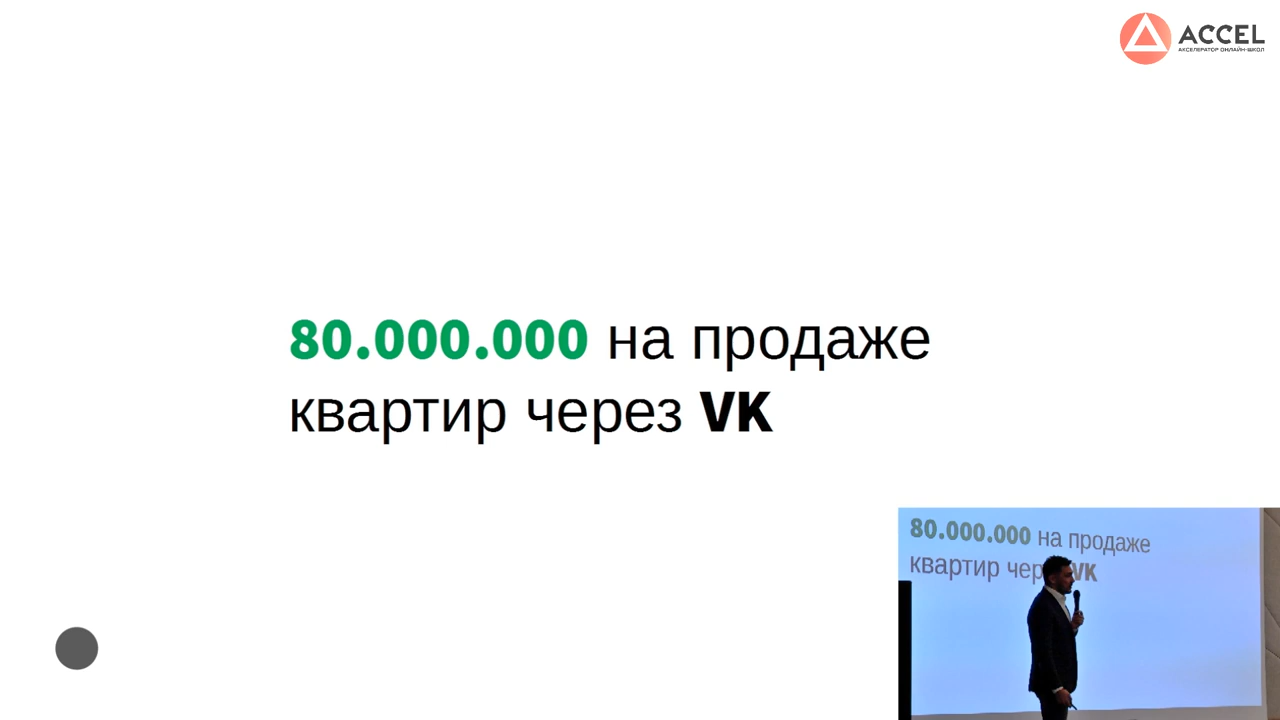 ACCEL
АКСЕЛЕРАТОР ОНЛАЙН-ШКОЛ
80.000.000 на продаже
квартир через VK
80.000.000 на продаже
квартир чер VK